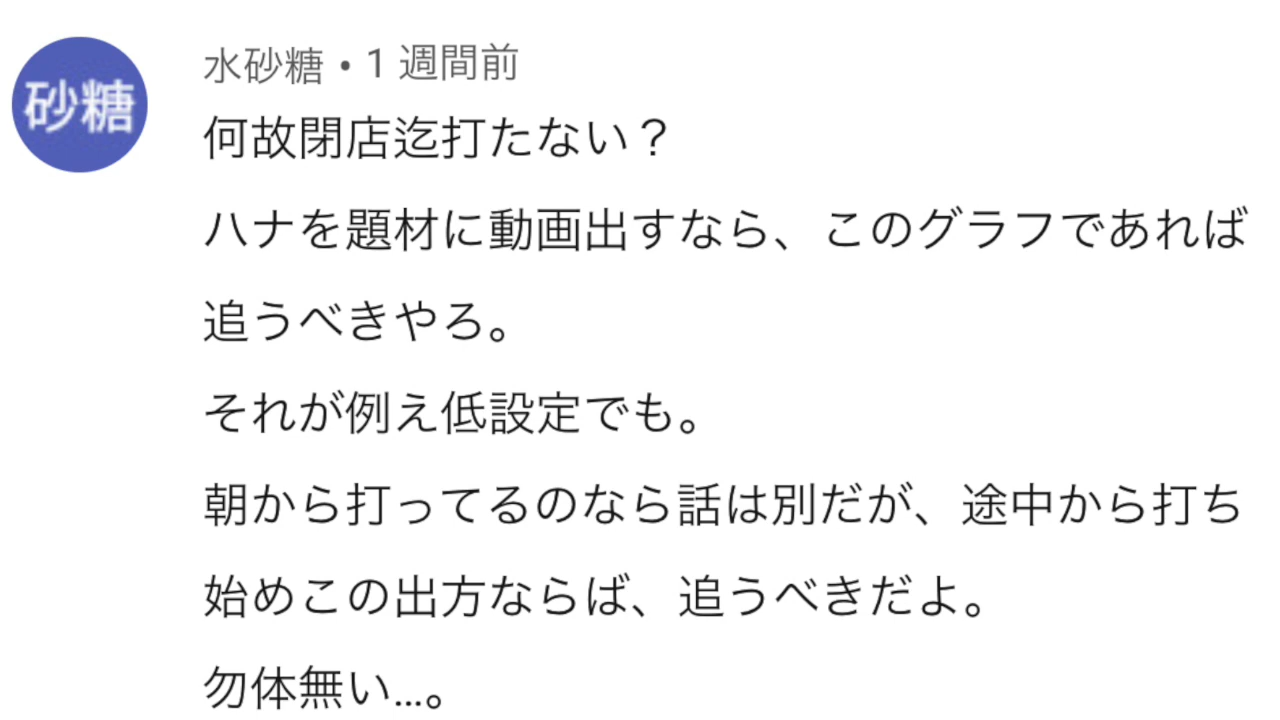 砂糖
水砂糖 • 1 週間前
何故閉店迄打たない？
ハナを題材に動画出すなら、このグラフであれば
追うべきやろ。
それが例え低設定でも。
朝から打ってるのなら話は別だが、途中から打ち
始めこの出方ならば、追うべきだよ。
勿体無い…。